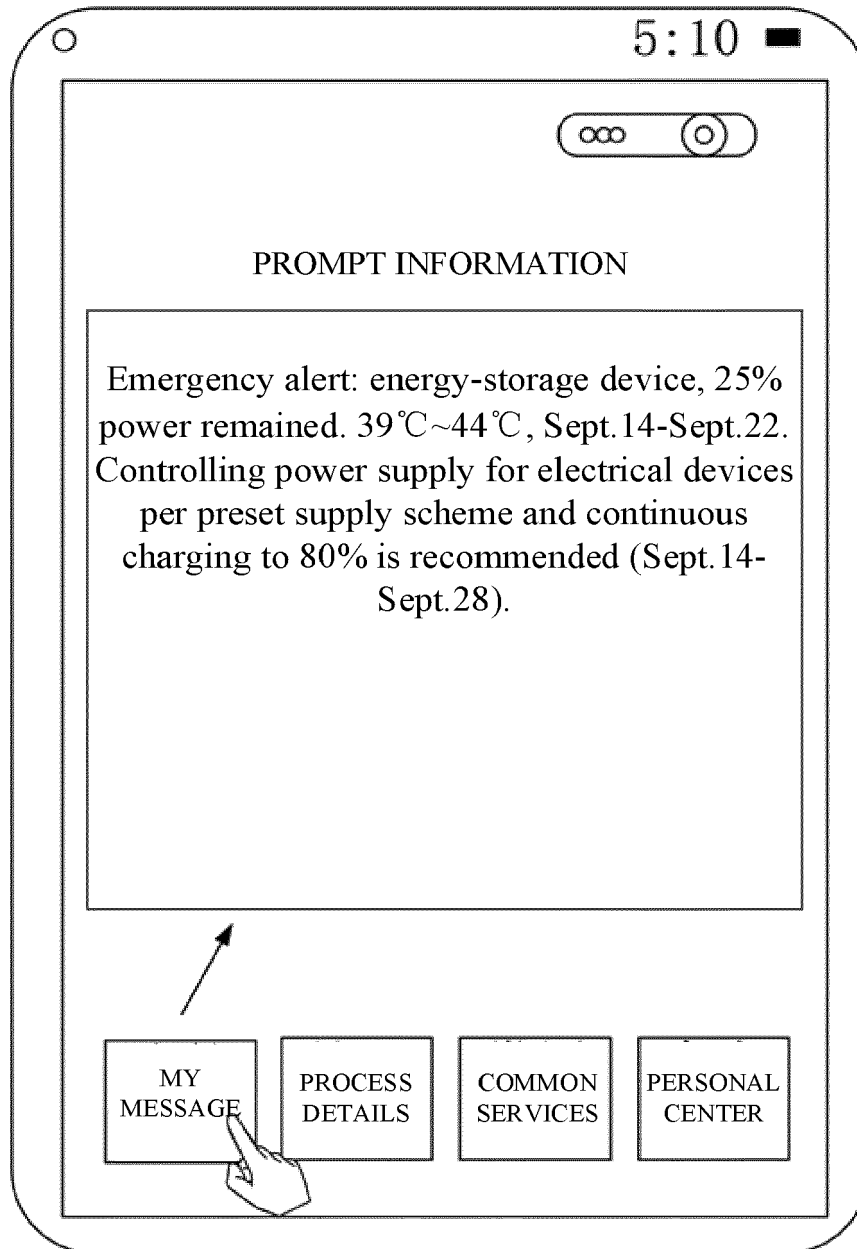 5:10
PROMPT INFORMATION
Emergency alert: energy-storage device, 25%
power remained. 39℃~44℃, Sept.14-Sept.22.
Controlling power supply for electrical devices
per preset supply scheme and continuous
charging to 80% is recommended (Sept.14-
Sept.28).
MY
MESSAGE
PROCESS
DETAILS
COMMON
SERVICES
PERSONAL
CENTER